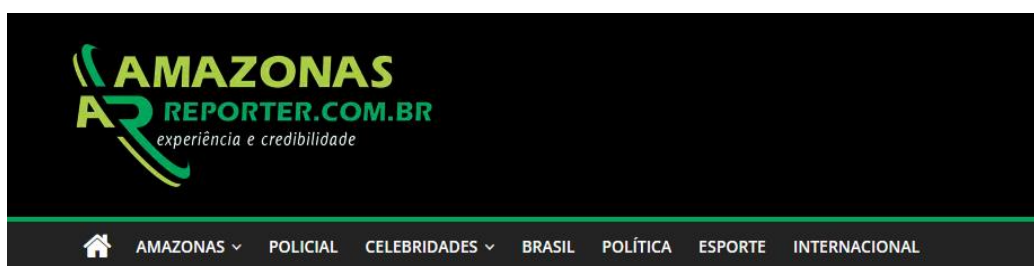 AMAZONAS
AR REPORTER.COM.BR
experiência e credibilidade
AMAZONAS POLICIAL CELEBRIDADES BRASIL POLÍTICA ESPORTE INTERNACIONAL